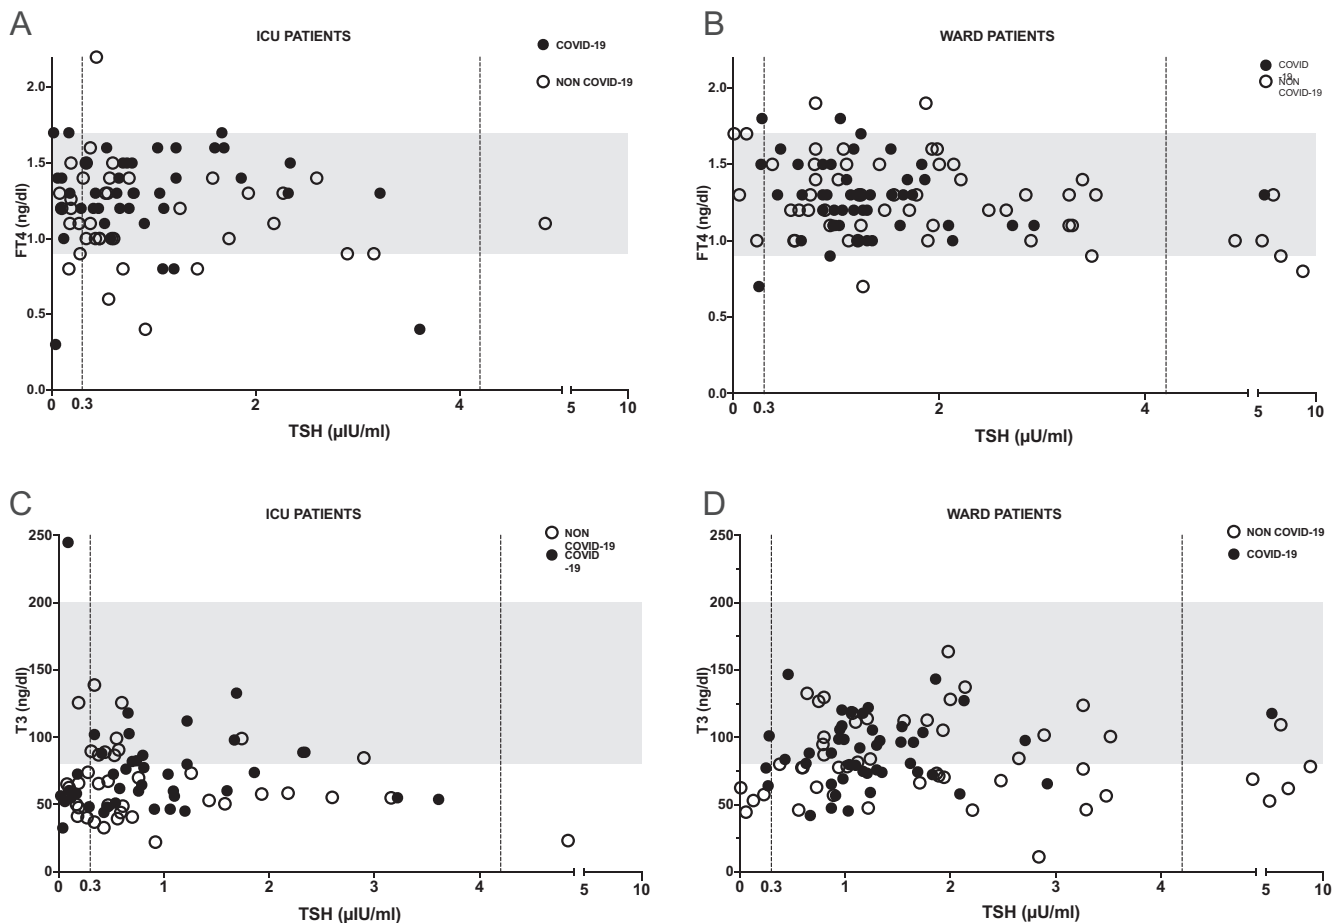 A
ICU PATIENTS
COVID-19
NON COVID-19
2.0
1.5
1.0
0.5
0.0
FT4 (ng/dl)
0 0.3 2 4 5 10
TSH (µIU/ml)
B
WARD PATIENTS
COVID
-19
NON
COVID-19
2.0
1.5
1.0
0.5
0.0
FT4 (ng/dl)
0 0.3 2 4 5 10
TSH (µU/ml)
C
ICU PATIENTS
NON
COVID-19
COVID
-19
250
200
150
100
50
0
T3 (ng/dl)
0 0.3 1 2 3 4 5 10
TSH (µIU/ml)
D
WARD PATIENTS
NON COVID-19
COVID-19
250
200
150
100
50
0
T3 (ng/dl)
0 0.3 1 2 3 4 5 10
TSH (µIU/ml)